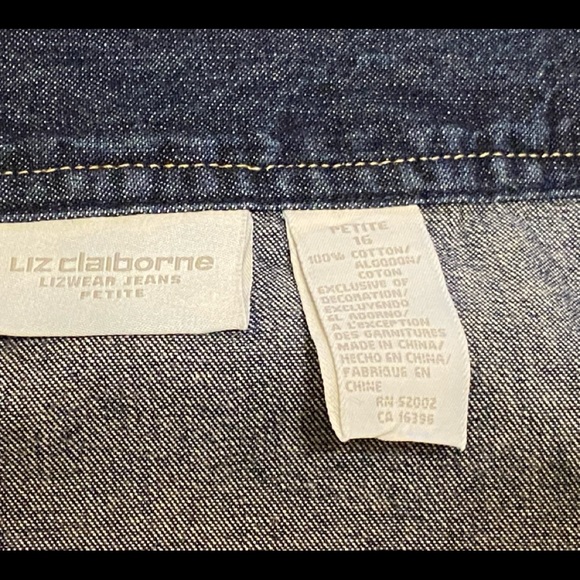 Liz claiborne
LIZWEAR JEANS
PETITE
PETITE
16
100% COTTON/
ALGODON/
COTON
EXCLUSIVE OF
DECORATION/
EXCLUYENDO
EL ADORNO/
A L'EXCEPTION
DES GARNITURES
MADE IN CHINA/
HECHO EN CHINA/
FABRIQUE EN
CHINE
RN 52002
CA 16396